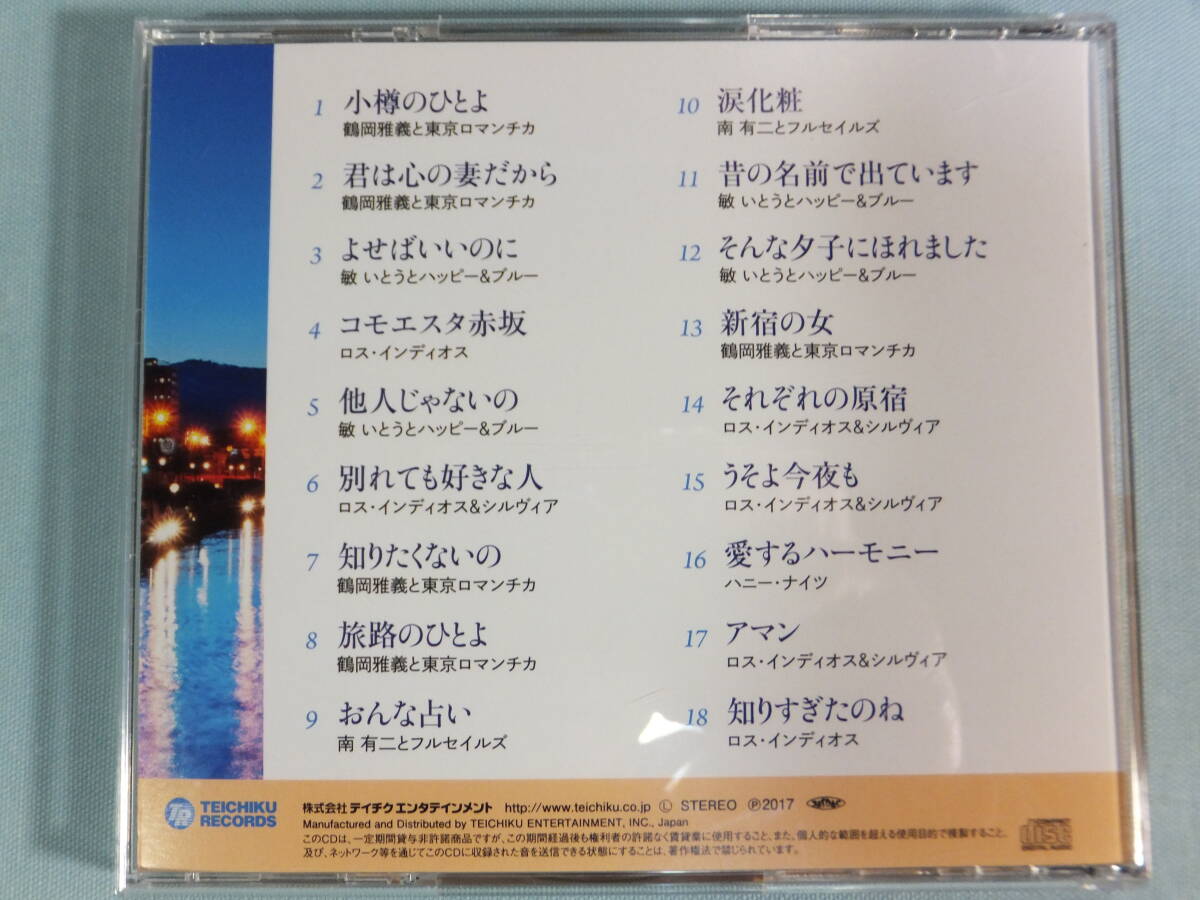 1 小樽のひとよ
鶴岡雅義と東京ロマンチカ
2 君は心の妻だから
鶴岡雅義と東京ロマンチカ
3 よせばいいのに
敏 いとうとハッピー&ブルー
4 コモエスタ赤坂
ロス・インディオス
5 他人じゃないの
敏 いとうとハッピー&ブルー
6 別れても好きな人
ロス・インディオス&シルヴィア
7 知りたくないの
鶴岡雅義と東京ロマンチカ
8 旅路のひとよ
鶴岡雅義と東京ロマンチカ
9 おんな占い
南 有二とフルセイルズ
10 涙化粧
南 有二とフルセイルズ
11 昔の名前で出ています
敏 いとうとハッピー&ブルー
12 そんな夕子にほれました
敏 いとうとハッピー&ブルー
13 新宿の女
鶴岡雅義と東京ロマンチカ
14 それぞれの原宿
ロス・インディオス&シルヴィア
15 うそよ今夜も
ロス・インディオス&シルヴィア
16 愛するハーモニー
ハニー・ナイツ
17 アマン
ロス・インディオス&シルヴィア
18 知りすぎたのね
ロス・インディオス
TEICHIKU
RECORDS
株式会社テイチクエンタテインメント http://www.teichiku.co.jp Ⓛ STEREO Ⓟ2017
Manufactured and Distributed by TEICHIKU ENTERTAINMENT, INC., Japan
このCDは、一定期間貸与非許諾商品ですが、この期間経過後も権利者の許諾なく賃貸業に使用すること、また、個人的な範囲を超える使用目的で複製すること、
及び、ネットワーク等を通じてこのCDに収録された音を送信できる状態にすることは、著作権法で禁じられています。
COMPACT disc DIGITAL AUDIO